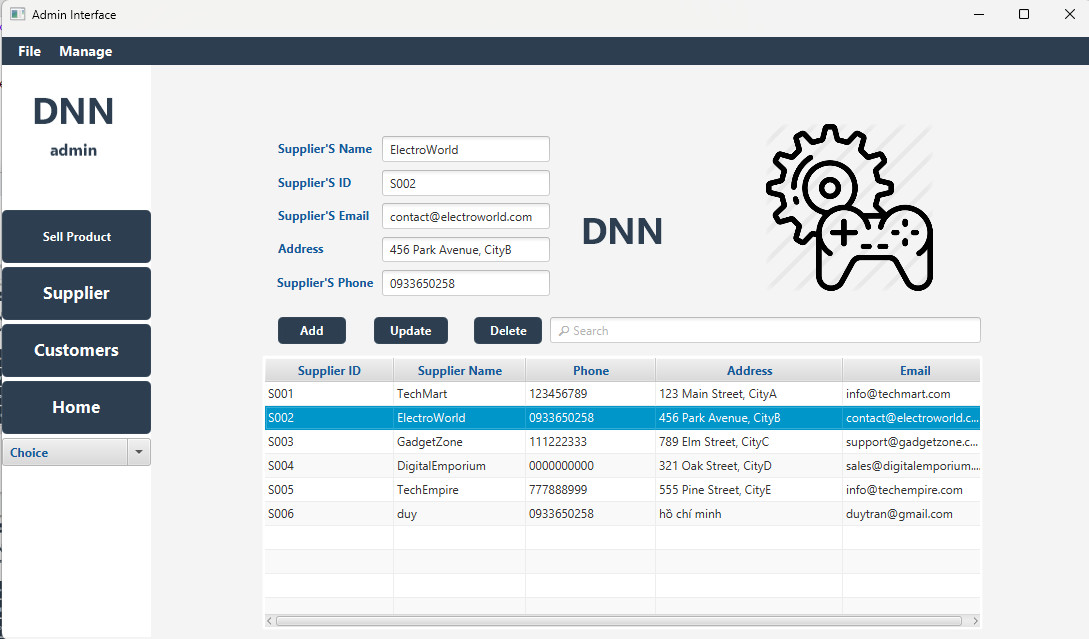 Admin Interface
File Manage
DNN
admin
Sell Product
Supplier
Customers
Home
Choice
Supplier'S Name ElectroWorld
Supplier'S ID S002
Supplier'S Email contact@electroworld.com
Address 456 Park Avenue, CityB
Supplier'S Phone 0933650258
DNN
Add Update Delete Search
Supplier ID Supplier Name Phone Address Email
S001 TechMart 123456789 123 Main Street, CityA info@techmart.com
S002 ElectroWorld 0933650258 456 Park Avenue, CityB contact@electroworld.c...
S003 GadgetZone 111222333 789 Elm Street, CityC support@gadgetzone.c...
S004 DigitalEmporium 0000000000 321 Oak Street, CityD sales@digitalemporium....
S005 TechEmpire 777888999 555 Pine Street, CityE info@techempire.com
S006 duy 0933650258 hồ chí minh duytran@gmail.com